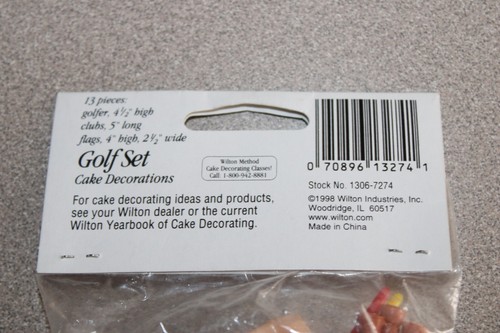 13 pieces:
golfer, 4½" high
clubs, 5" long
flags, 4" high, 2½" wide
Golf Set
Cake Decorations
Wilton Method
Cake Decorating Classes!
Call: 1-800-942-8881
For cake decorating ideas and products,
see your Wilton dealer or the current
Wilton Yearbook of Cake Decorating.
0 70896 13274 1
Stock No. 1306-7274
©1998 Wilton Industries, Inc.
Woodridge, IL 60517
www.wilton.com
Made in China